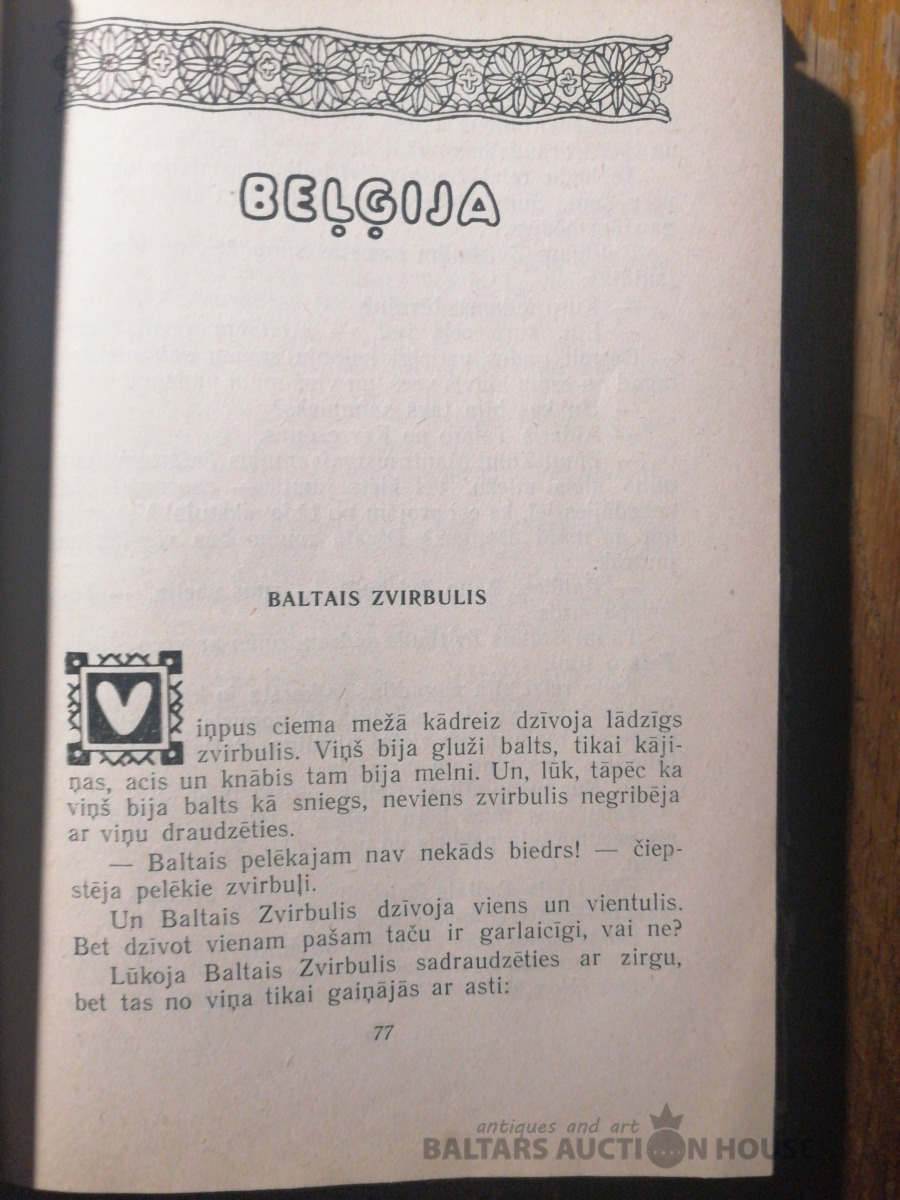 BEĻĢIJA
BALTAIS ZVIRBULIS
Viņpus ciema mežā kādreiz dzīvoja lādzīgs
zvirbulis. Viņš bija gluži balts, tikai kāji-
ņas, acis un knābis tam bija melni. Un, lūk, tāpēc ka
viņš bija balts kā sniegs, neviens zvirbulis negribēja
ar viņu draudzēties.
— Baltais pelēkajam nav nekāds biedrs! — čiep-
stēja pelēkie zvirbuļi.
Un Baltais Zvirbulis dzīvoja viens un vientulis.
Bet dzīvot vienam pašam taču ir garlaicīgi, vai ne?
Lūkoja Baltais Zvirbulis sadraudzēties ar zirgu,
bet tas no viņa tikai gaiņājās ar asti:
77
antiques and art
BALTARS AUCTION HOUSE